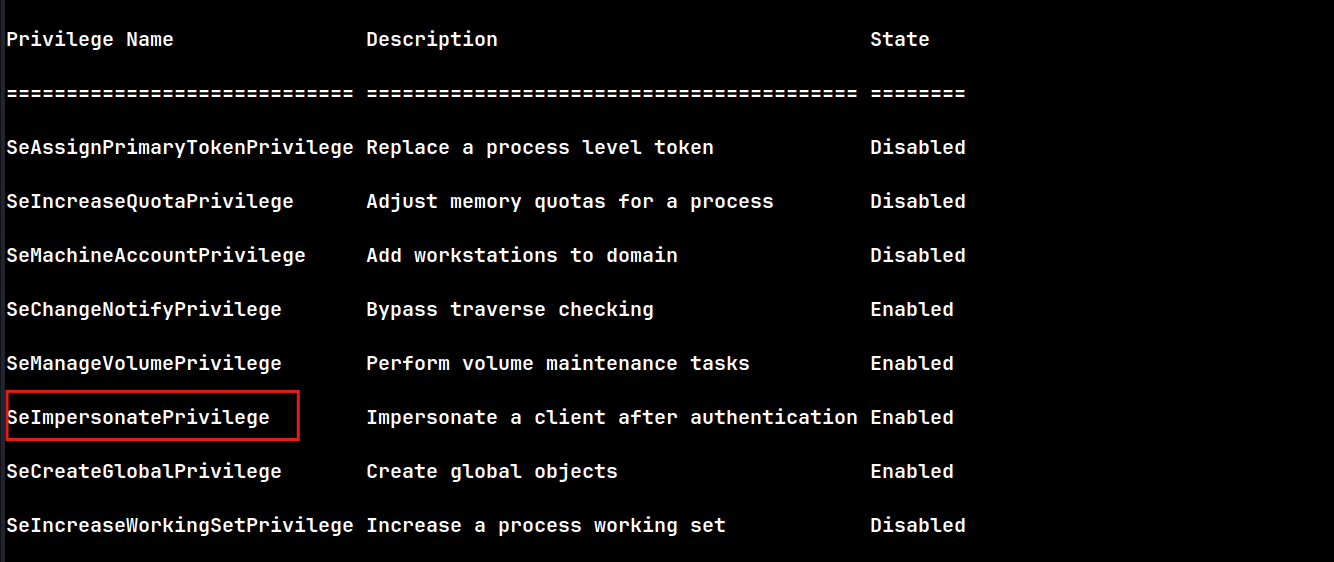 Privilege Name                Description                               State
============================= ========================================= ========
SeAssignPrimaryTokenPrivilege Replace a process level token             Disabled
SeIncreaseQuotaPrivilege      Adjust memory quotas for a process        Disabled
SeMachineAccountPrivilege     Add workstations to domain                Disabled
SeChangeNotifyPrivilege       Bypass traverse checking                  Enabled
SeManageVolumePrivilege       Perform volume maintenance tasks          Enabled
SeImpersonatePrivilege        Impersonate a client after authentication Enabled
SeCreateGlobalPrivilege       Create global objects                     Enabled
SeIncreaseWorkingSetPrivilege Increase a process working set            Disabled